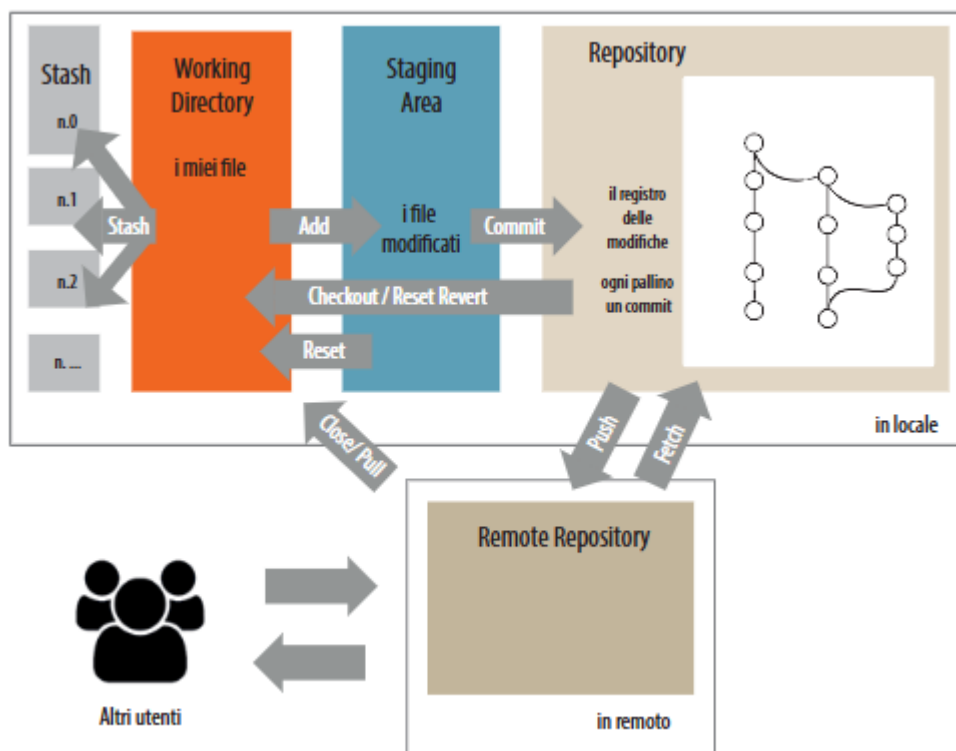 Stash
n.0
n.1
n.2
n. ...
Stash
Working
Directory
i miei file
Add
Staging
Area
i file
modificati
Commit
Checkout / Reset Revert
Reset
Repository
il registro
delle
modifiche
ogni pallino
un commit
in locale
Close/ Pull
Push
Fetch
Remote Repository
in remoto
Altri utenti